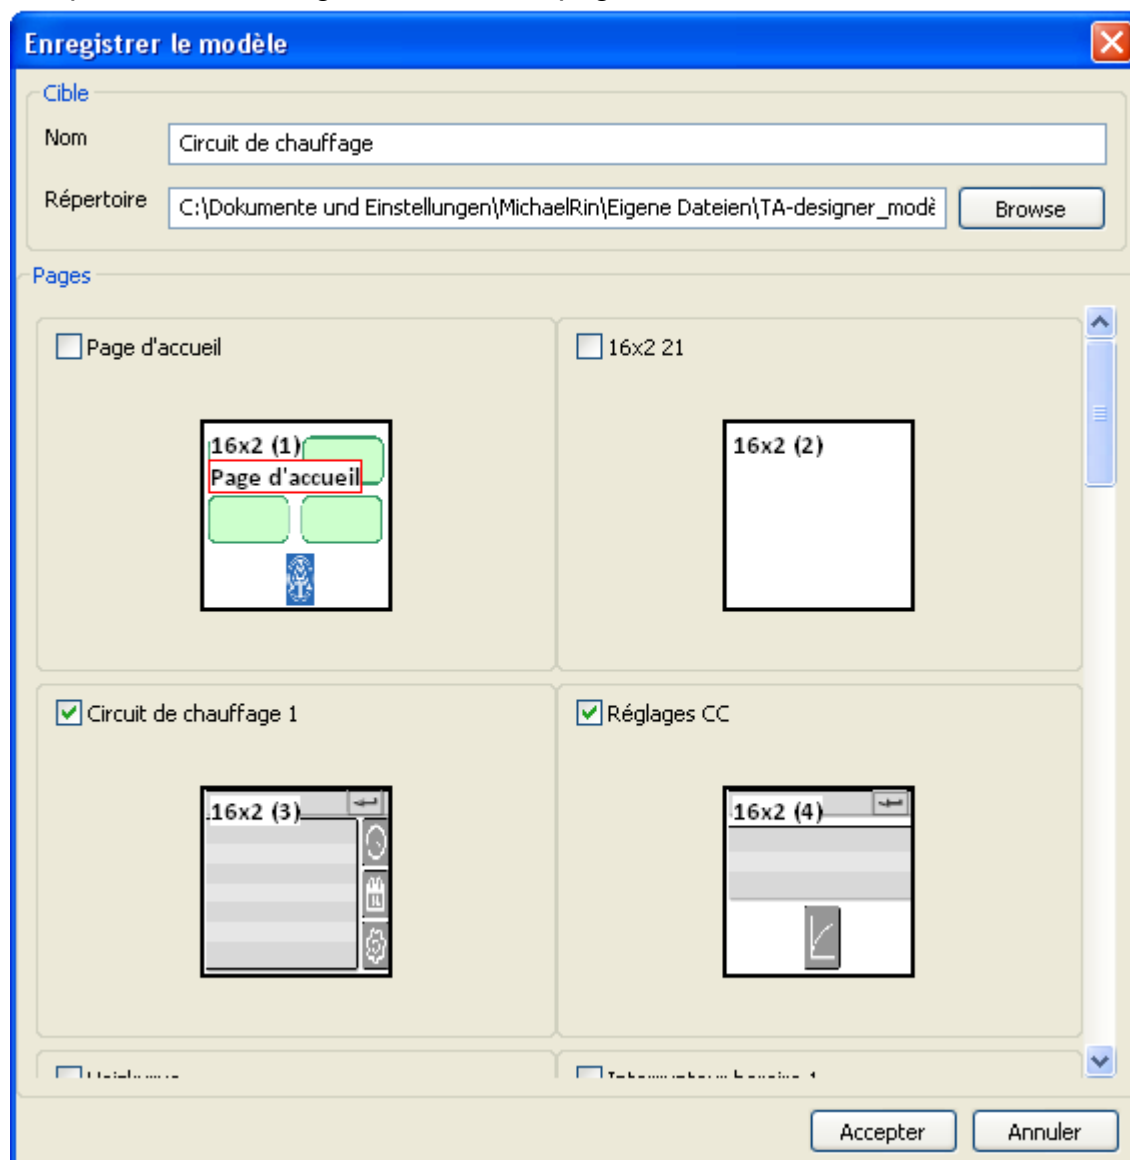 Enregistrer le modèle
Cible
Nom
Circuit de chauffage
Répertoire
C:\Dokumente und Einstellungen\MichaelRin\Eigene Dateien\TA-designer_modè
Browse
Pages
Page d'accueil
16x2 21
16x2 (1)
Page d'accueil
16x2 (2)
Circuit de chauffage 1
Réglages CC
16x2 (3)
16x2 (4)
Accepter
Annuler